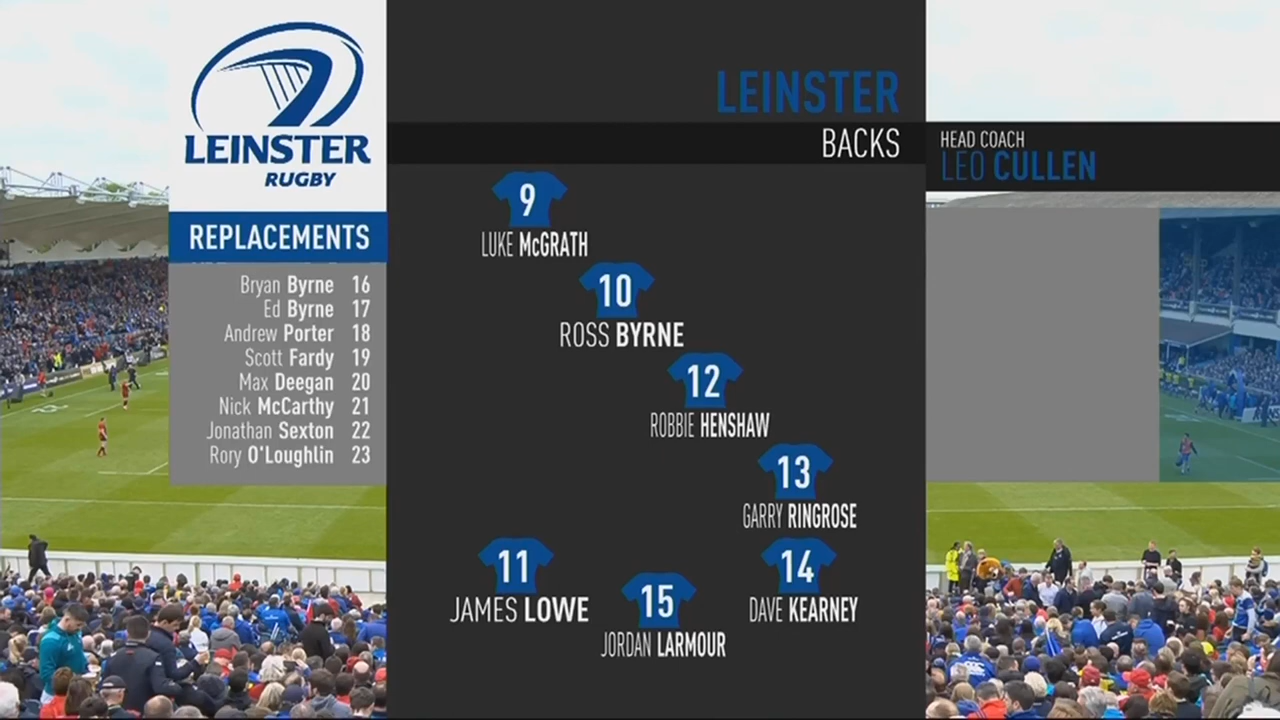 LEINSTER
RUGBY
REPLACEMENTS
Bryan Byrne 16
Ed Byrne 17
Andrew Porter 18
Scott Fardy 19
Max Deegan 20
Nick McCarthy 21
Jonathan Sexton 22
Rory O'Loughlin 23
LEINSTER
BACKS
9
LUKE McGRATH
10
ROSS BYRNE
12
ROBBIE HENSHAW
13
GARRY RINGROSE
11
JAMES LOWE
15
JORDAN LARMOUR
14
DAVE KEARNEY
HEAD COACH
LEO CULLEN